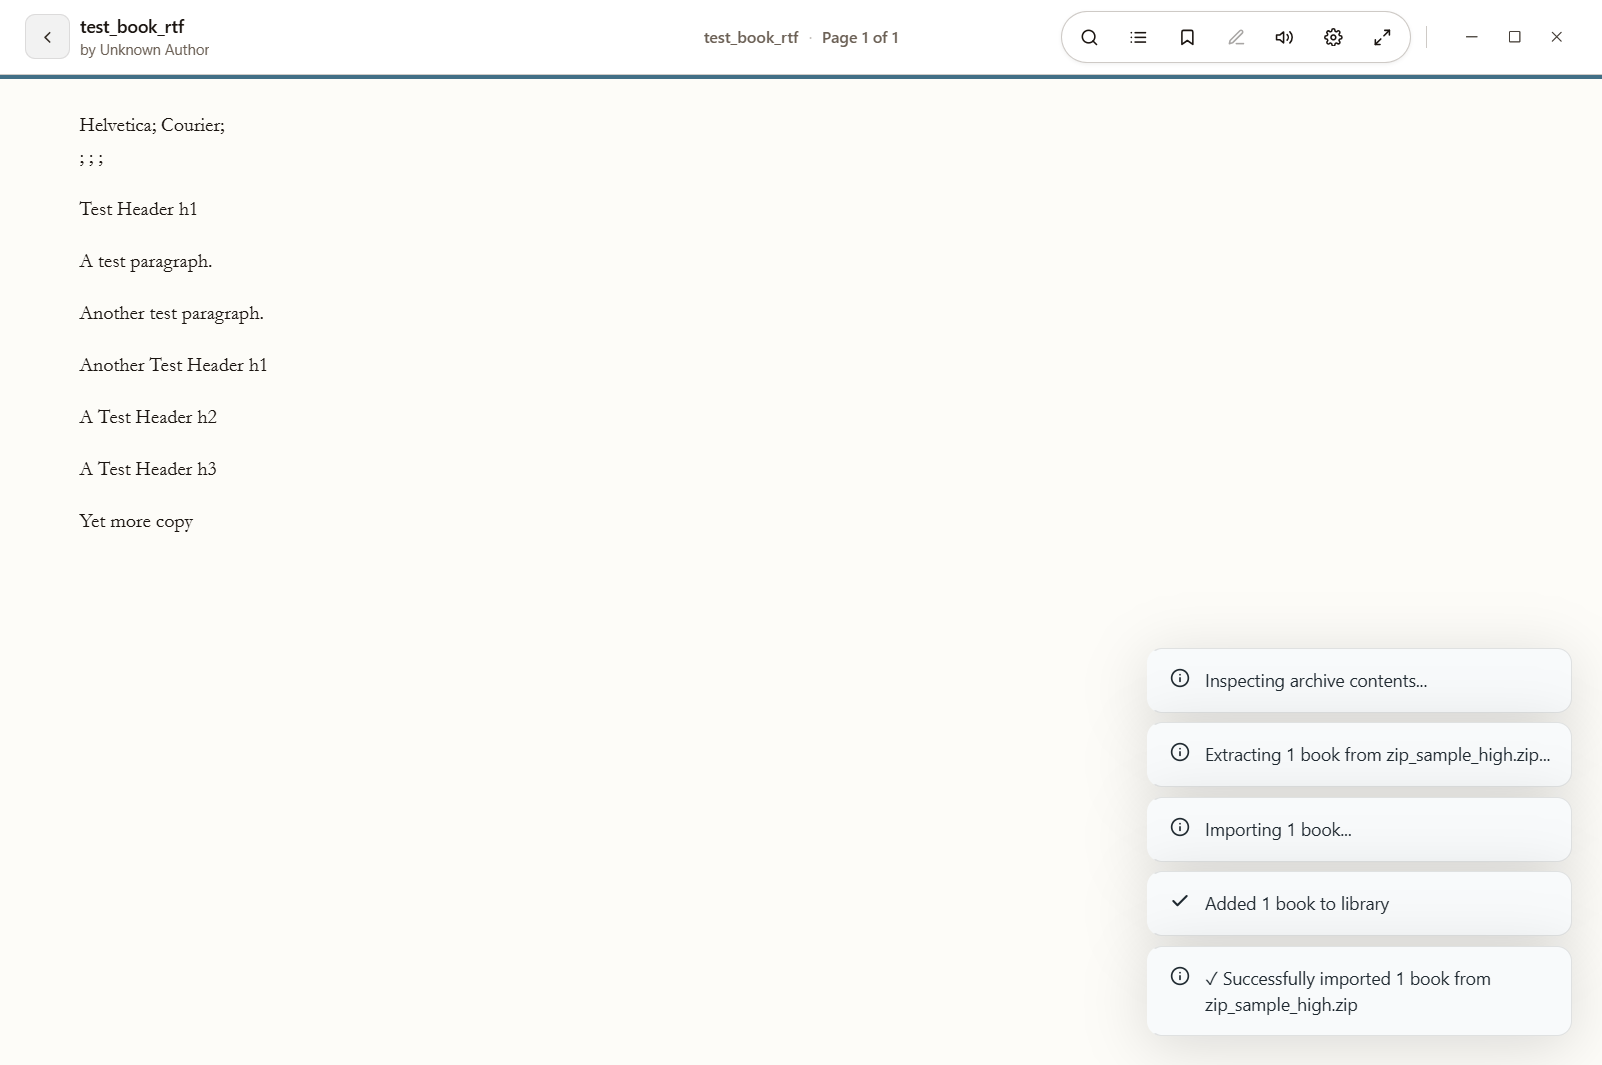 test_book_rtf
by Unknown Author
test_book_rtf · Page 1 of 1
Helvetica; Courier;
; ; ;
Test Header h1
A test paragraph.
Another test paragraph.
Another Test Header h1
A Test Header h2
A Test Header h3
Yet more copy
Inspecting archive contents...
Extracting 1 book from zip_sample_high.zip...
Importing 1 book...
Added 1 book to library
✓ Successfully imported 1 book from
zip_sample_high.zip